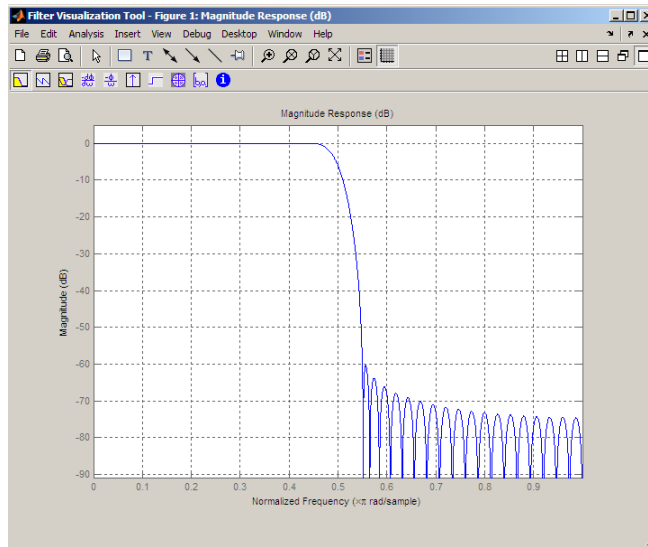 Filter Visualization Tool - Figure 1: Magnitude Response (dB)
File Edit Analysis Insert View Debug Desktop Window Help
T
Magnitude Response (dB)
0
-10
-20
-30
-40
-50
-60
-70
-80
-90
Magnitude (dB)
0 0.1 0.2 0.3 0.4 0.5 0.6 0.7 0.8 0.9
Normalized Frequency (×π rad/sample)